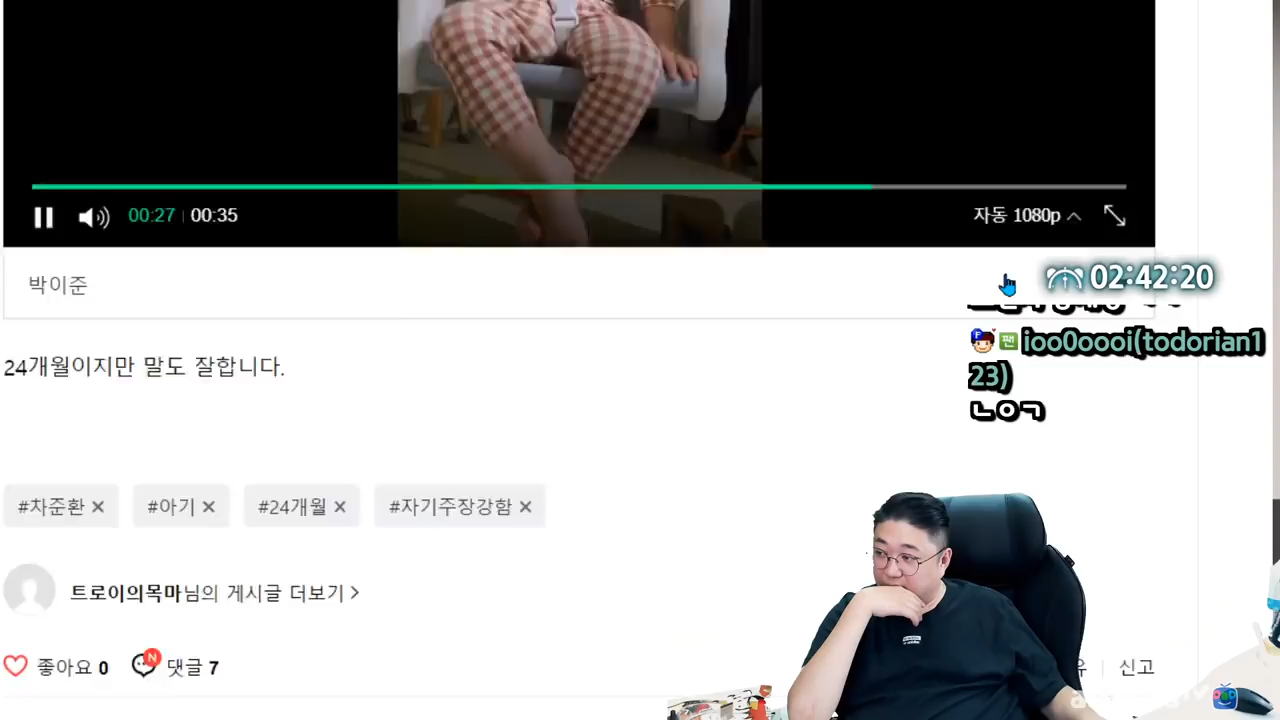 00:27 00:35
자동 1080p
박이준
02:42:20
팬 ioo0oooi(todorian1
23)
ㄴㅇㄱ
24개월이지만 말도 잘합니다.
#차준환 × #아기 × #24개월 × #자기주장강함 ×
트로이의목마님의 게시글 더보기 >
좋아요 0 N 댓글 7
신고